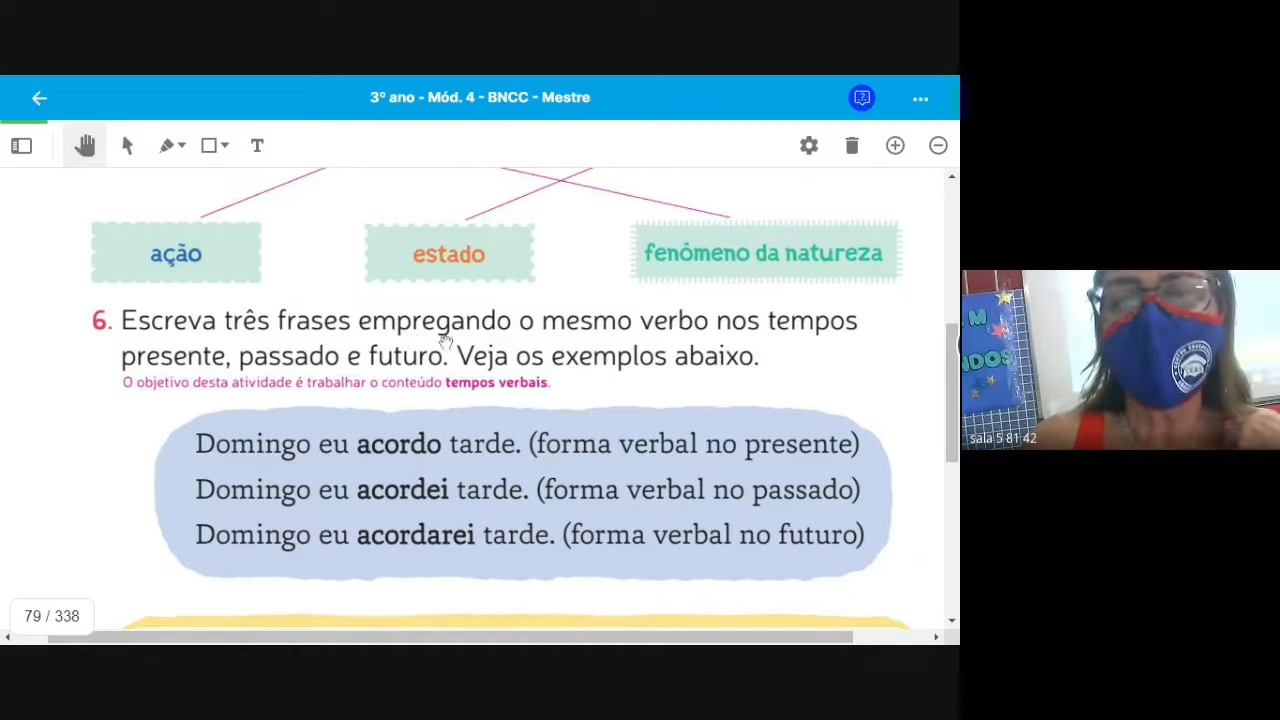 3º ano - Mód. 4 - BNCC - Mestre
T
ação
estado
fenômeno da natureza
6. Escreva três frases empregando o mesmo verbo nos tempos
presente, passado e futuro. Veja os exemplos abaixo.
O objetivo desta atividade é trabalhar o conteúdo tempos verbais.
Domingo eu acordo tarde. (forma verbal no presente)
Domingo eu acordei tarde. (forma verbal no passado)
Domingo eu acordarei tarde. (forma verbal no futuro)
79 / 338
M
NDOS
sala 5 81 42